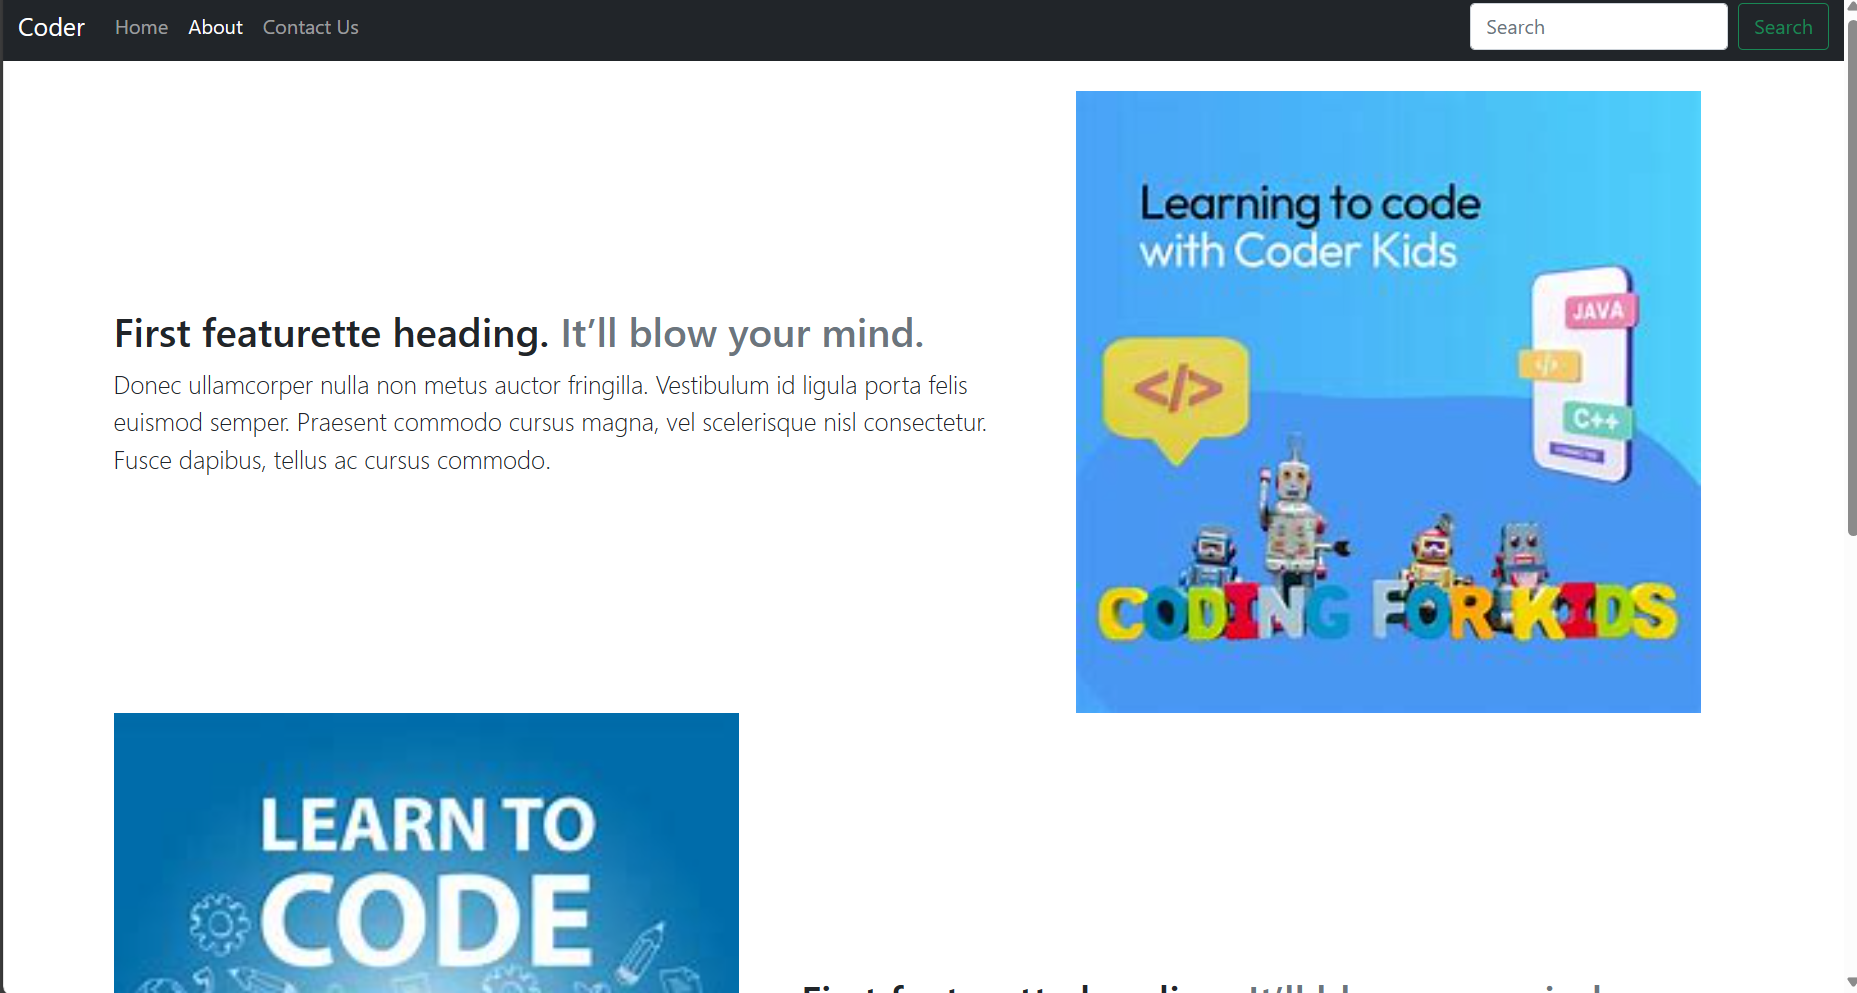 Coder Home About Contact Us Search Search
Learning to code
with Coder Kids
JAVA
</>
C++
</>
CODING FOR KIDS
First featurette heading. It’ll blow your mind.
Donec ullamcorper nulla non metus auctor fringilla. Vestibulum id ligula porta felis
euismod semper. Praesent commodo cursus magna, vel scelerisque nisl consectetur.
Fusce dapibus, tellus ac cursus commodo.
LEARN TO
CODE